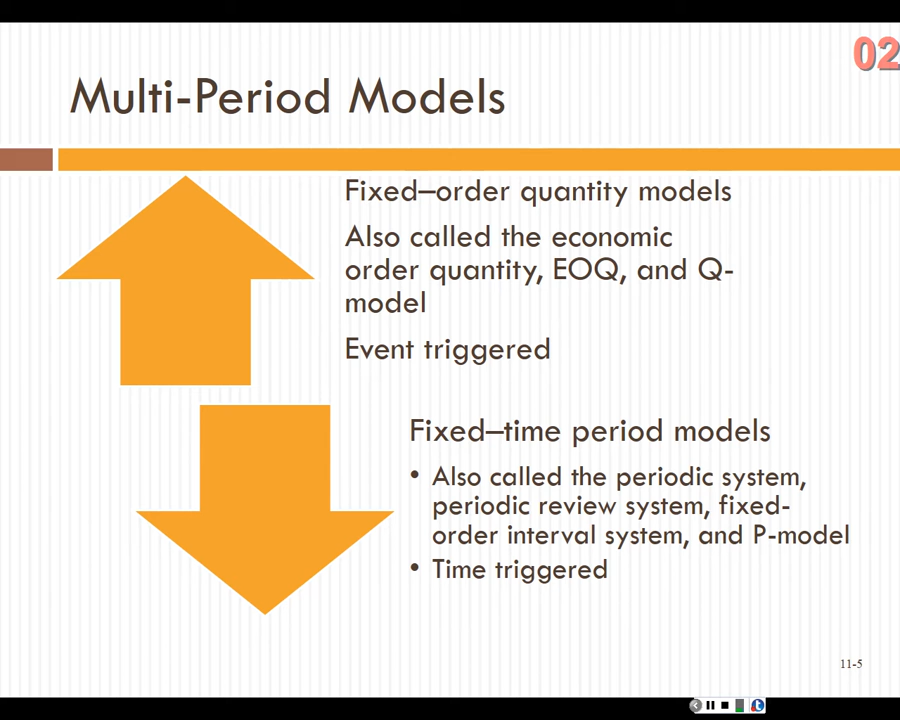 02
Multi-Period Models
Fixed–order quantity models
Also called the economic
order quantity, EOQ, and Q-
model
Event triggered
Fixed–time period models
• Also called the periodic system,
periodic review system, fixed-
order interval system, and P-model
• Time triggered
11-5